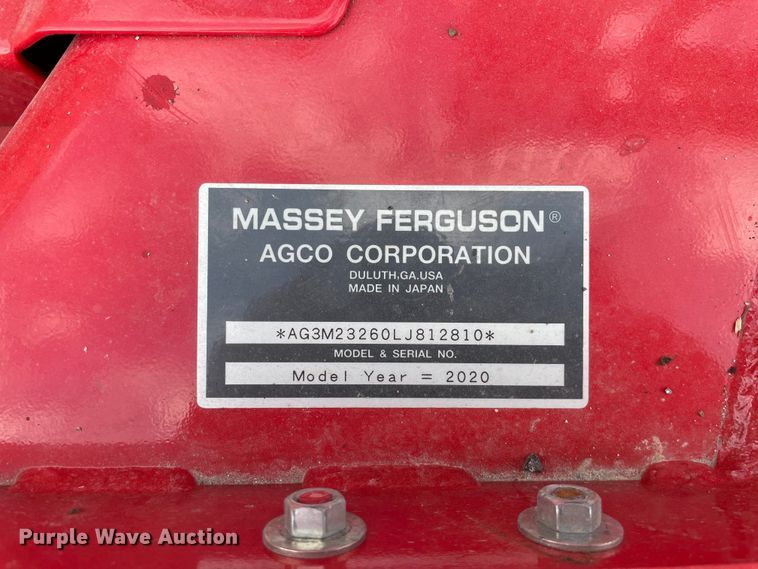 MASSEY FERGUSON®
AGCO CORPORATION
DULUTH,GA.USA
MADE IN JAPAN
*AG3M23260LJ812810*
MODEL & SERIAL NO.
Model Year = 2020
Purple Wave Auction®